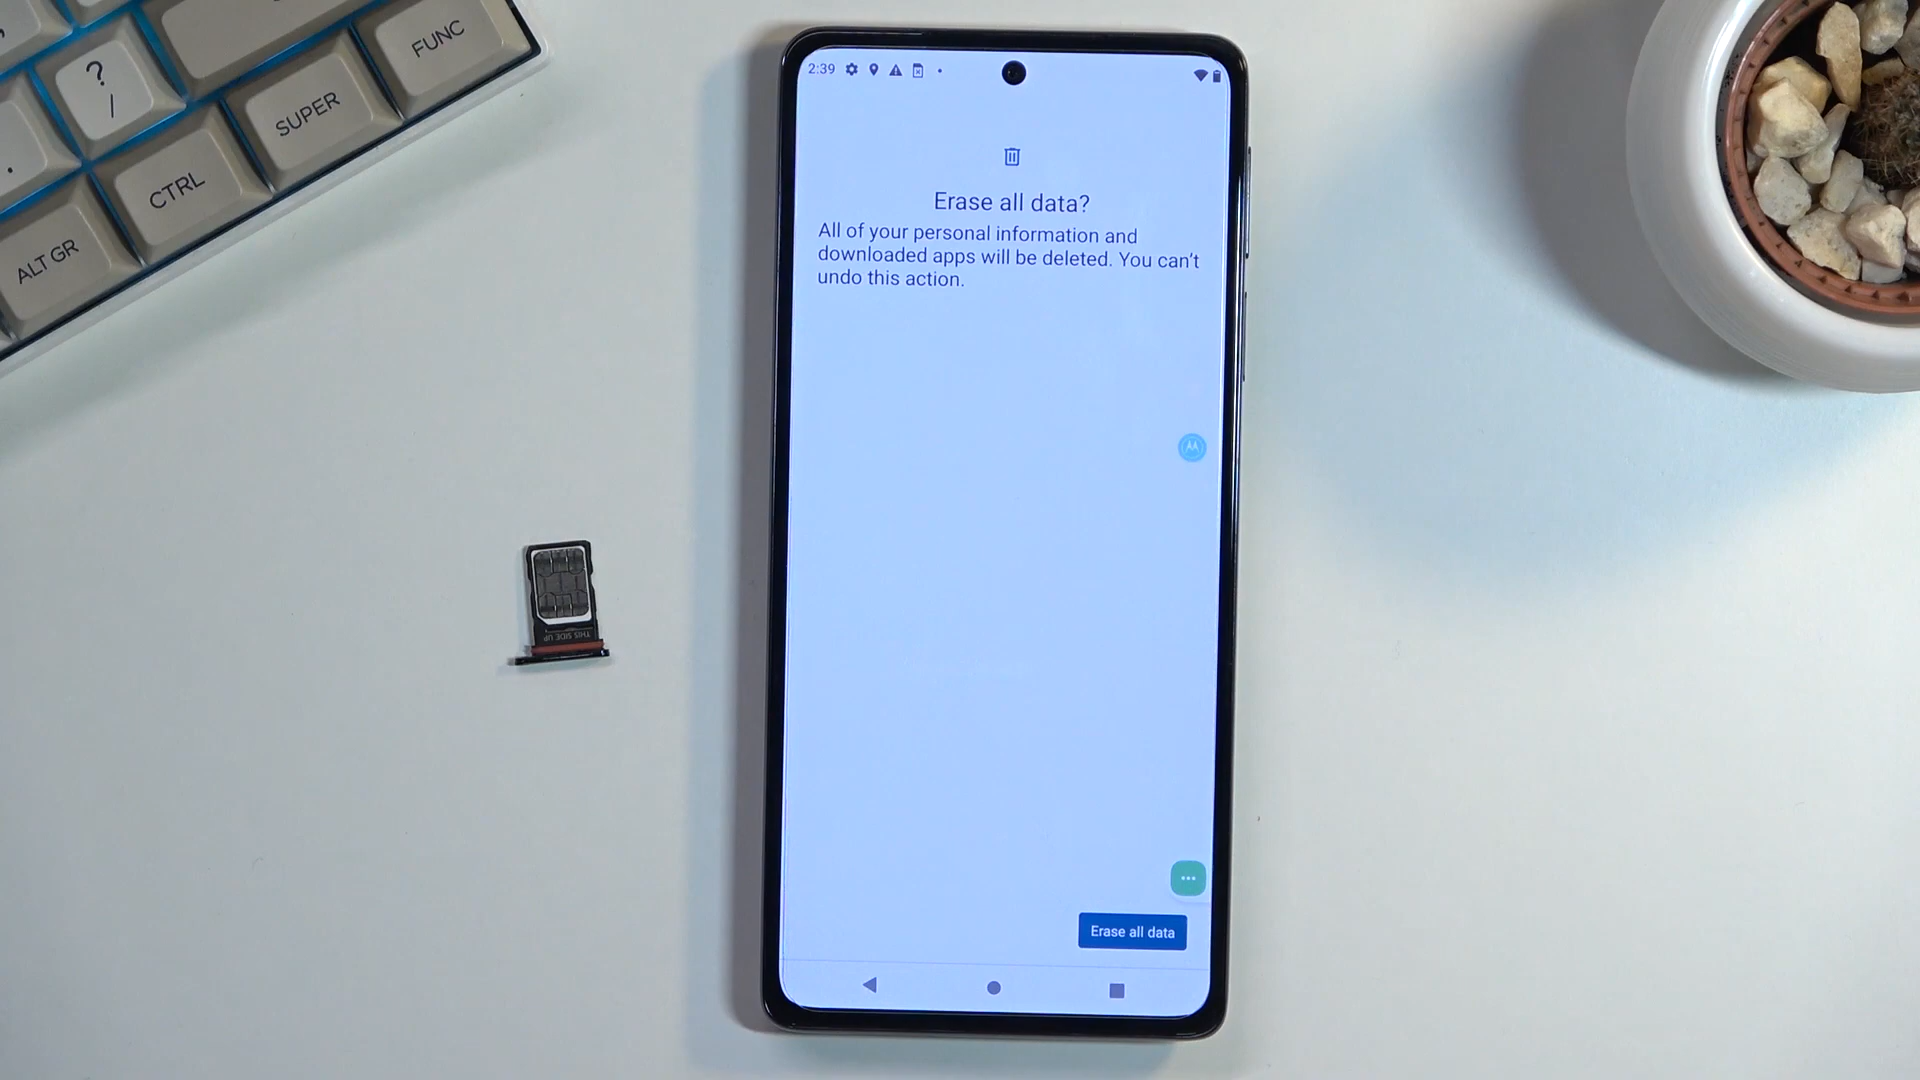 FUNC
?
/
SUPER
CTRL
ALT GR
2:39
Erase all data?
All of your personal information and
downloaded apps will be deleted. You can't
undo this action.
THIS SIDE UP
Erase all data